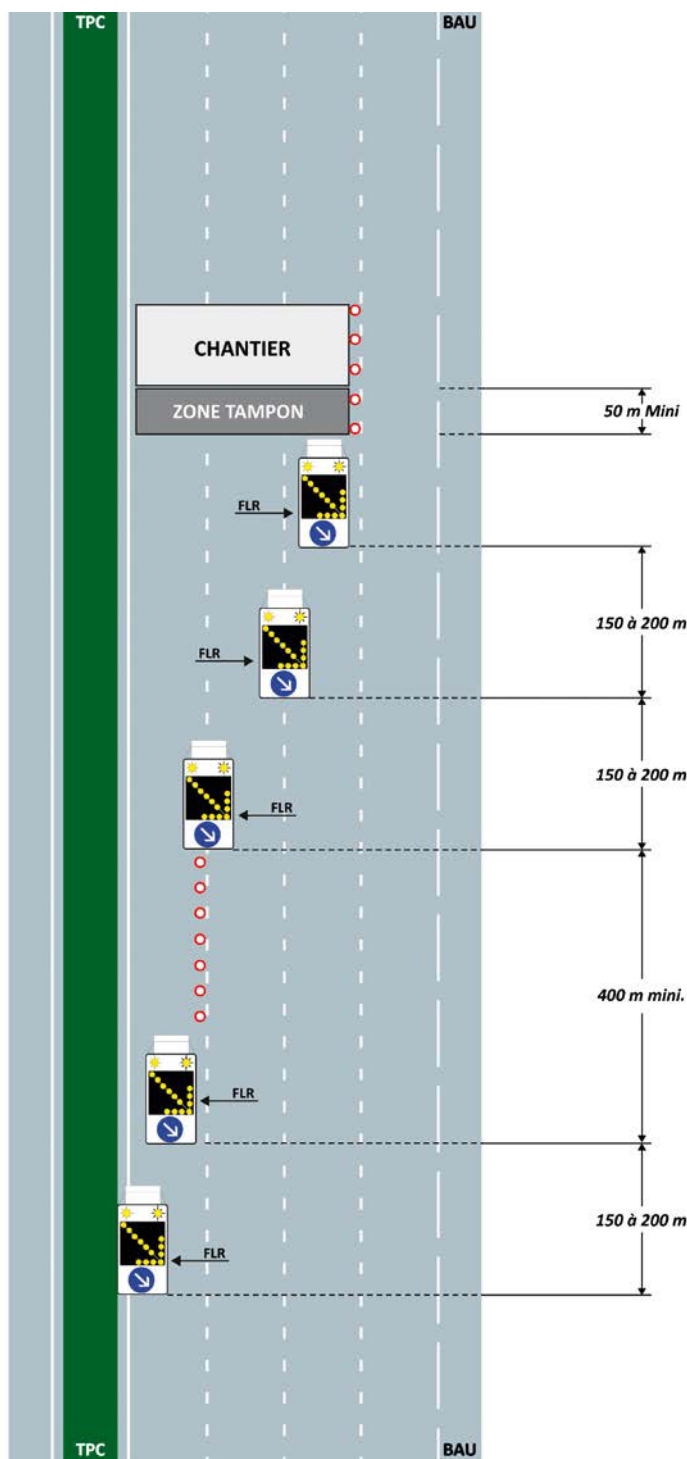 TPC
BAU
CHANTIER
ZONE TAMPON
50 m Mini
FLR
150 à 200 m
FLR
150 à 200 m
FLR
400 m mini.
FLR
150 à 200 m
FLR
TPC
BAU